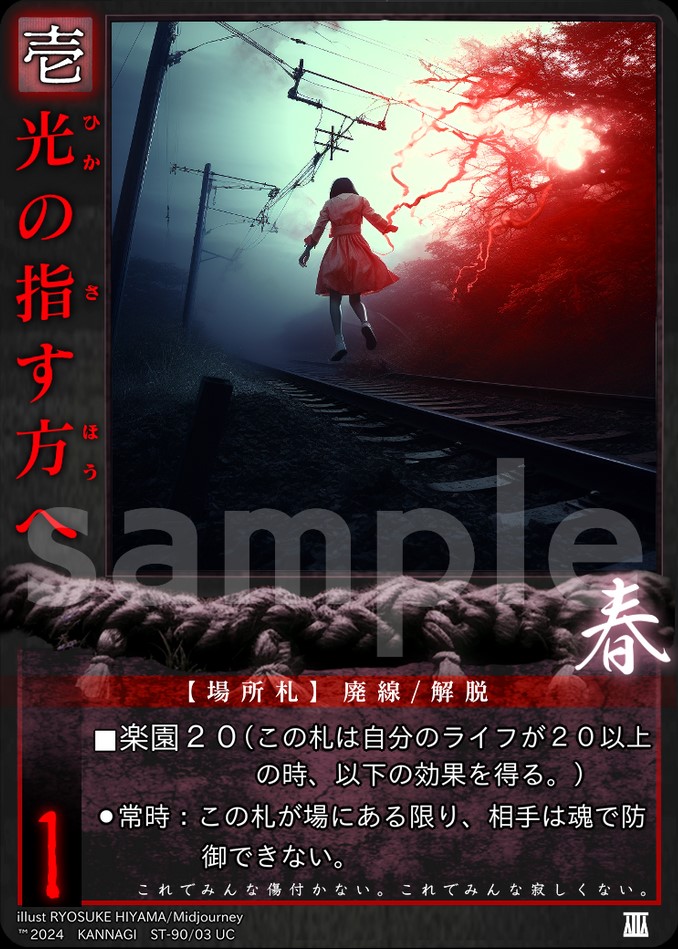 壱
光の指す方へ
ひか
さ
ほう
sample
春
【場所札】廃線/解脱
■楽園20(この札は自分のライフが20以上
の時、以下の効果を得る。)
●常時：この札が場にある限り、相手は魂で防
御できない。
1
これでみんな傷付かない。これでみんな寂しくない。
illust RYOSUKE HIYAMA/Midjourney
™2024 KANNAGI ST-90/03 UC